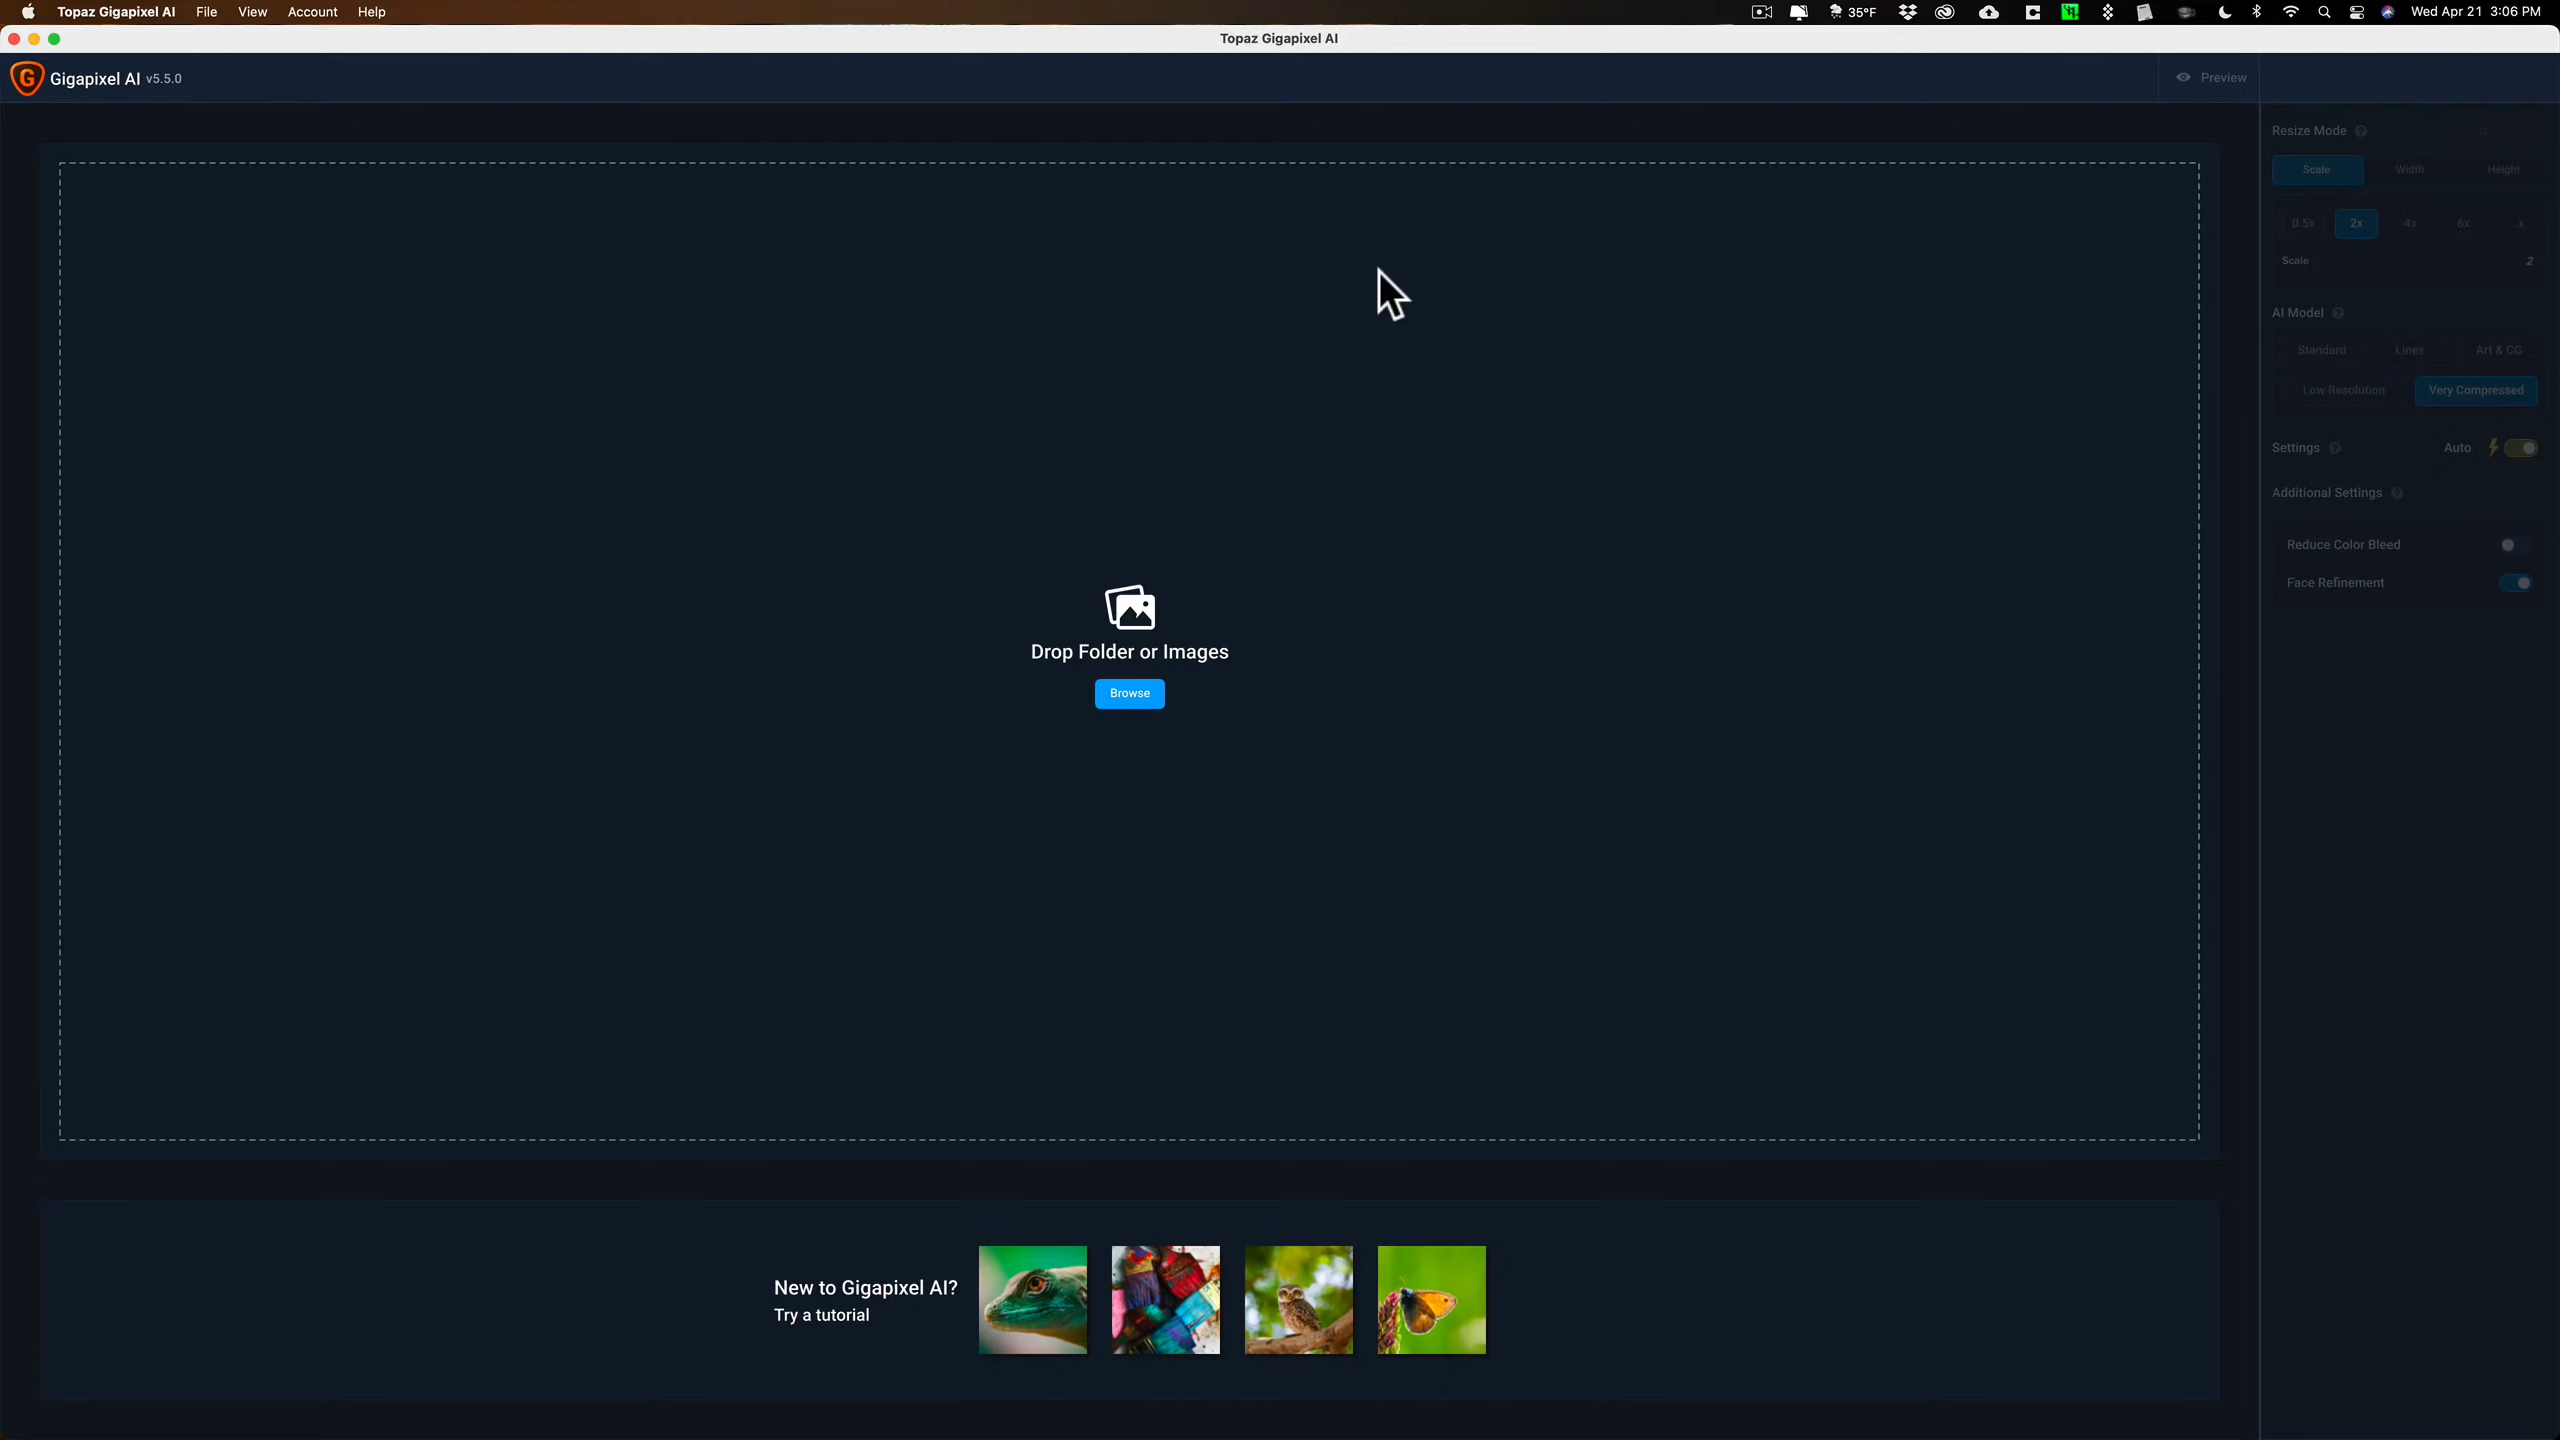 Topaz Gigapixel AI File View Account Help 35°F Wed Apr 21 3:06 PM
Topaz Gigapixel AI
Gigapixel AI v5.5.0 Preview
Resize Mode
Scale Width Height
0.5x 2x 4x 6x x
Scale 2
AI Model
Standard Lines Art & CG
Low Resolution Very Compressed
Settings Auto
Additional Settings
Reduce Color Bleed
Face Refinement
Drop Folder or Images
Browse
New to Gigapixel AI?
Try a tutorial